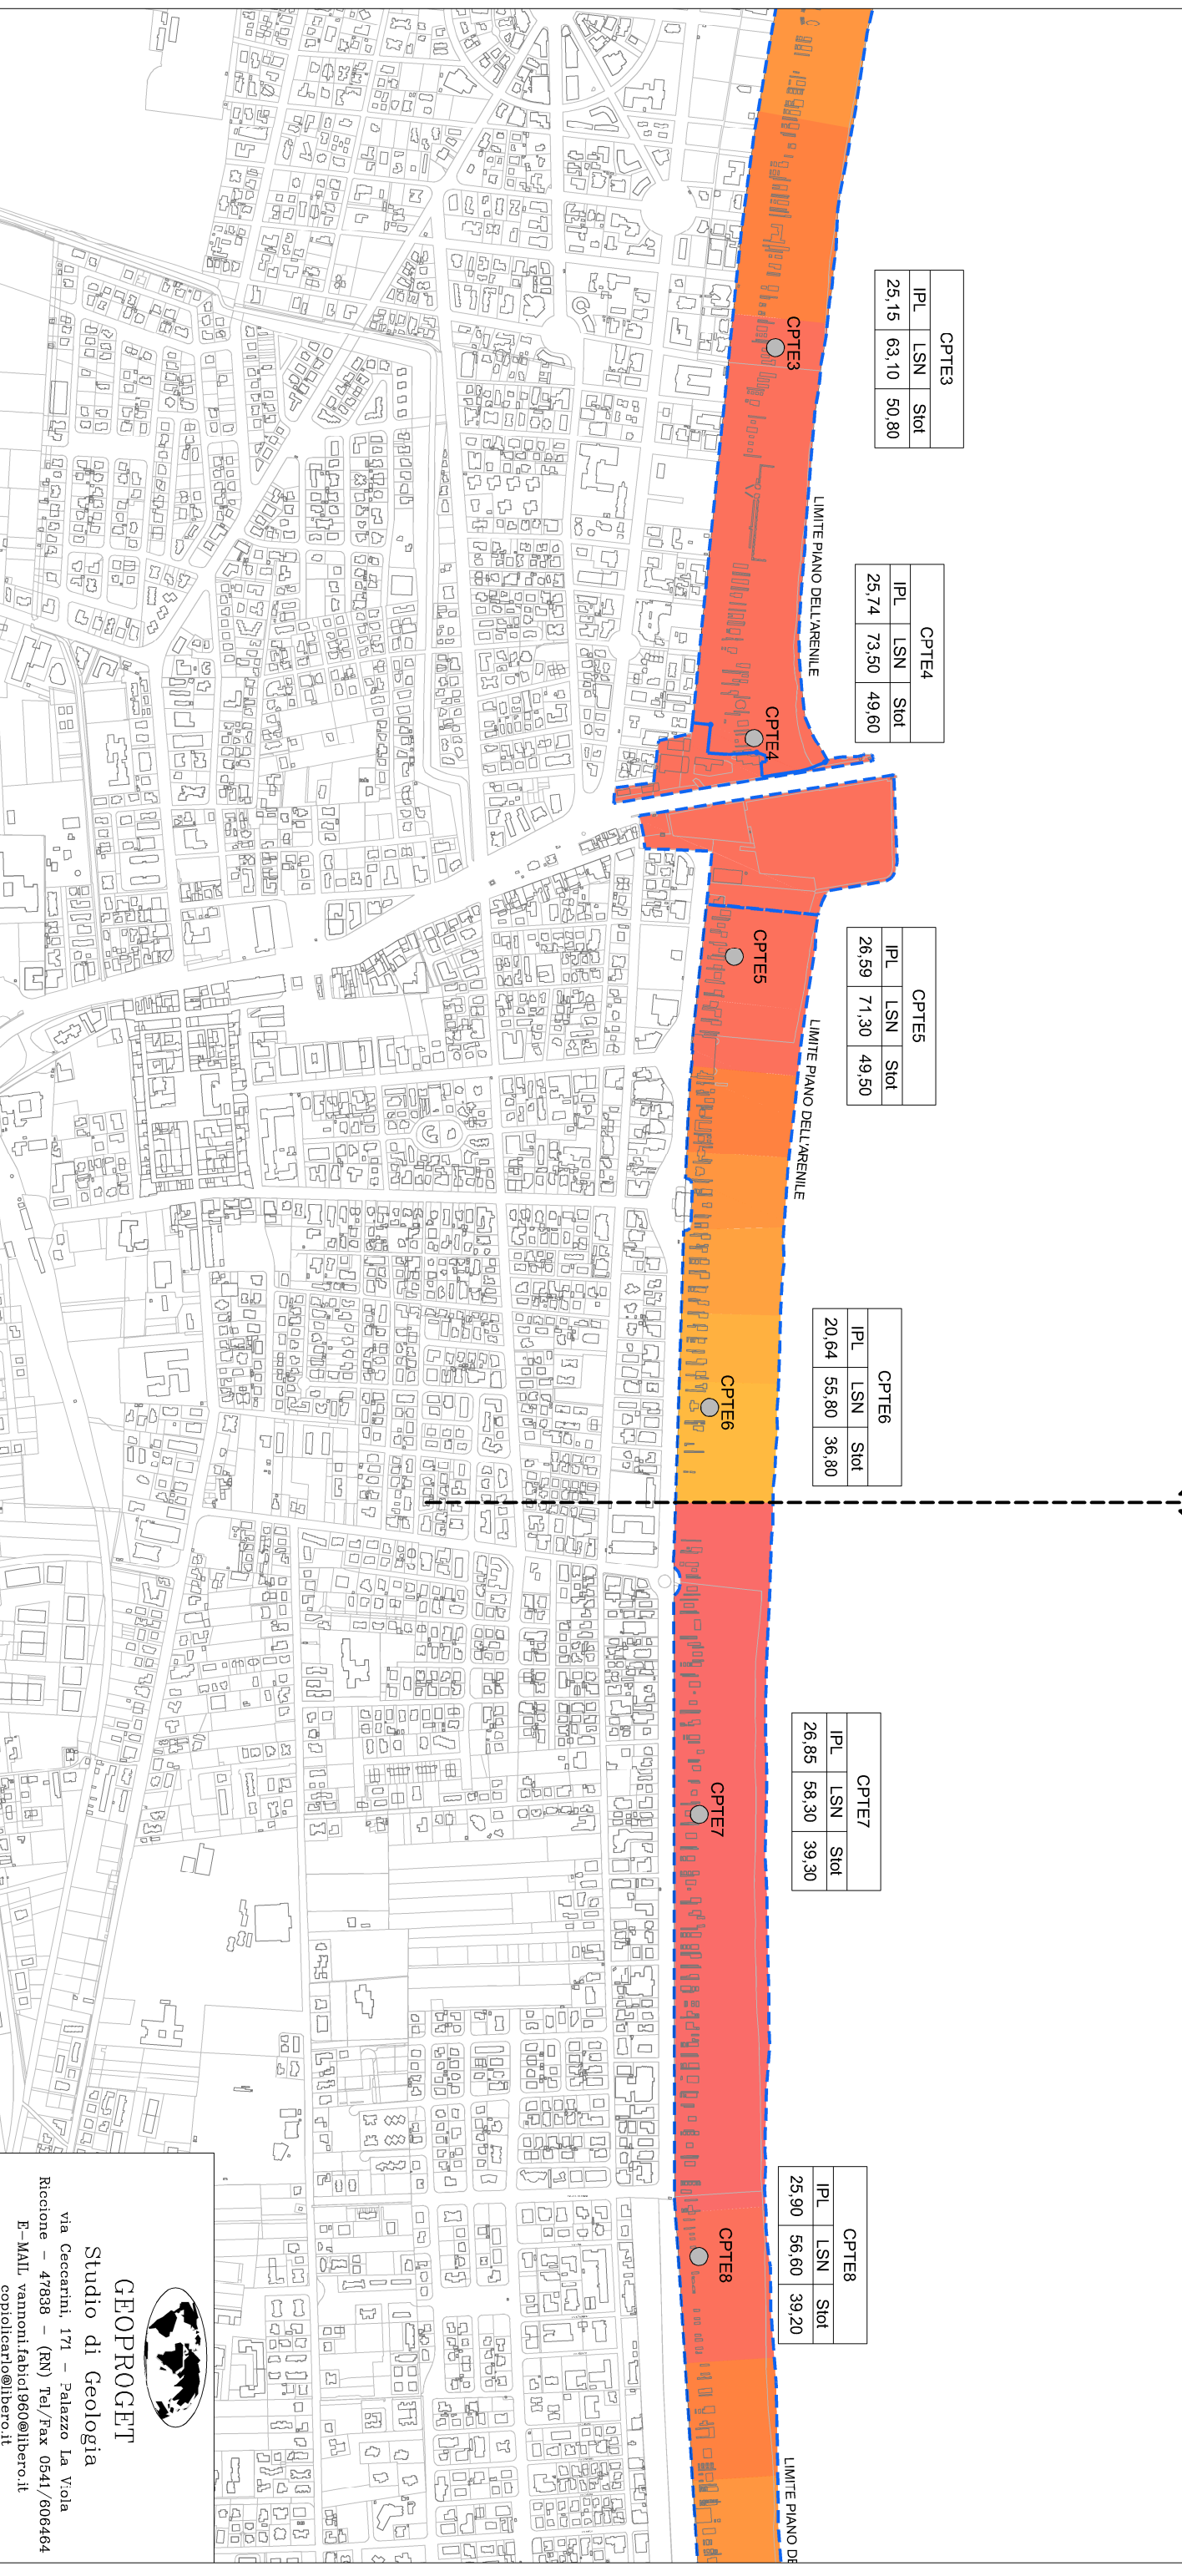 CPTE3
IPL LSN Stot
25,15 63,10 50,80
CPTE3
LIMITE PIANO DELL'ARENILE
CPTE4
IPL LSN Stot
25,74 73,50 49,60
CPTE4
CPTE5
IPL LSN Stot
26,59 71,30 49,50
CPTE5
LIMITE PIANO DELL'ARENILE
CPTE6
IPL LSN Stot
20,64 55,80 36,80
CPTE6
CPTE7
IPL LSN Stot
26,85 58,30 39,30
CPTE7
CPTE8
IPL LSN Stot
25,90 56,60 39,20
CPTE8
LIMITE PIANO DE
GEOPROGET
Studio di Geologia
via Ceccarini, 171 - Palazzo La Viola
Riccione - 47838 - (RN) Tel/Fax 0541/606464
E-MAIL vannoni.fabio1960@libero.it
copiolicarlo@libero.it